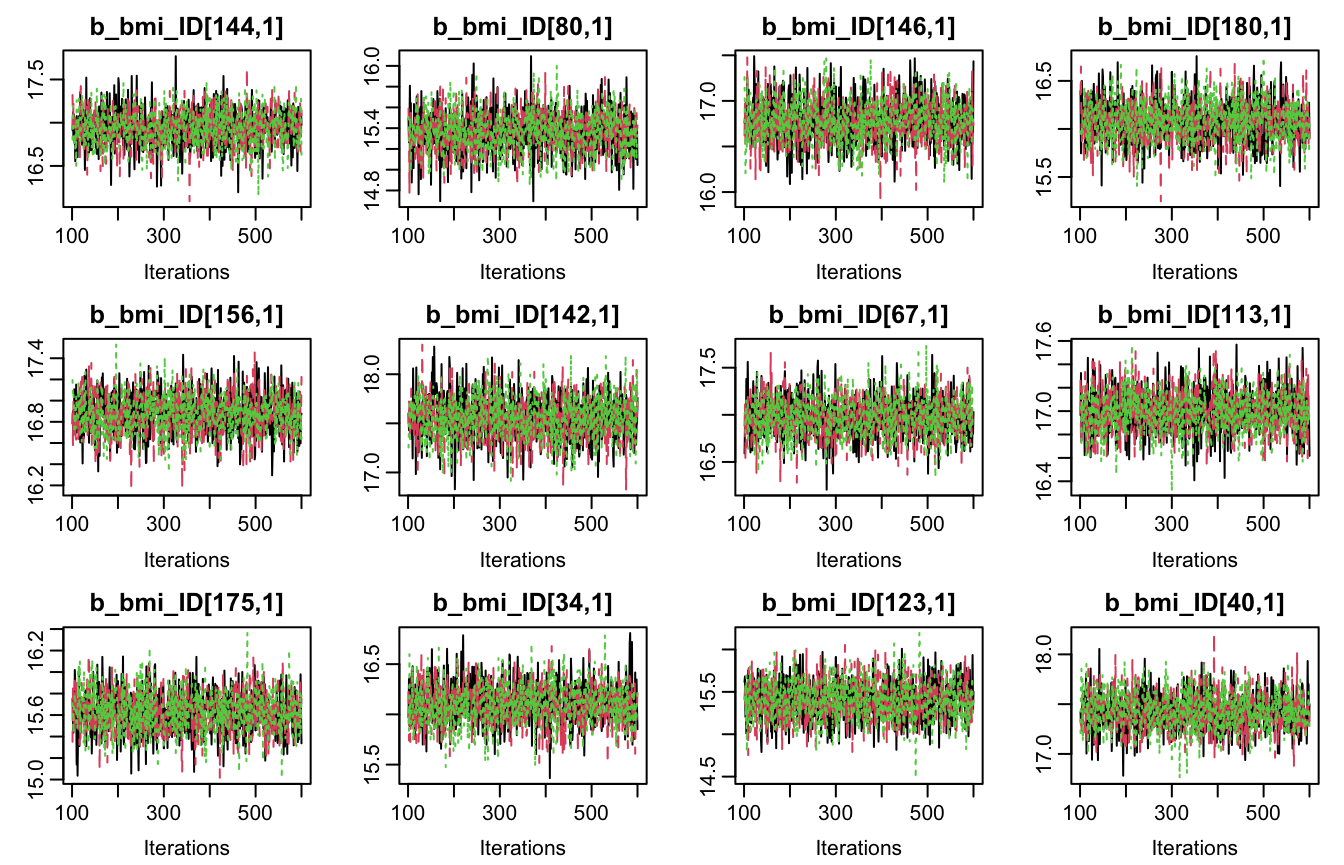 b_bmi_ID[144,1] b_bmi_ID[80,1] b_bmi_ID[146,1] b_bmi_ID[180,1]
17.5 16.5 16.0 15.4 14.8 17.0 16.0 16.5 15.5
100 300 500 100 300 500 100 300 500 100 300 500
Iterations Iterations Iterations Iterations
b_bmi_ID[156,1] b_bmi_ID[142,1] b_bmi_ID[67,1] b_bmi_ID[113,1]
17.4 16.8 16.2 18.0 17.0 17.5 16.5 17.6 17.0 16.4
100 300 500 100 300 500 100 300 500 100 300 500
Iterations Iterations Iterations Iterations
b_bmi_ID[175,1] b_bmi_ID[34,1] b_bmi_ID[123,1] b_bmi_ID[40,1]
16.2 15.6 15.0 16.5 15.5 15.5 14.5 18.0 17.0
100 300 500 100 300 500 100 300 500 100 300 500
Iterations Iterations Iterations Iterations